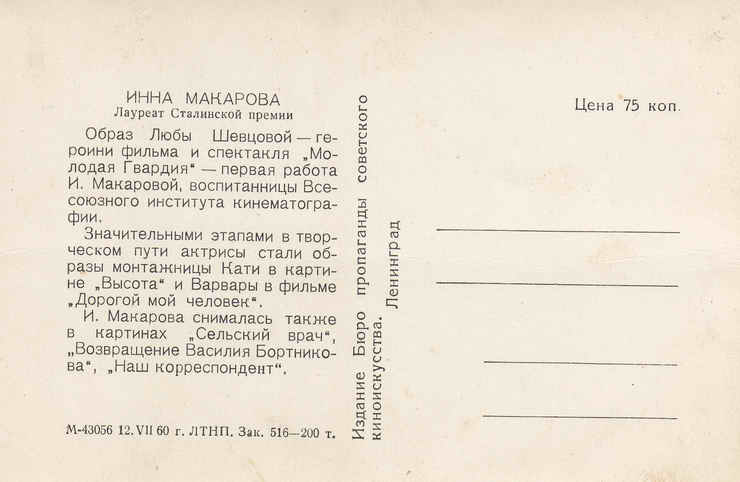 ИННА МАКАРОВА
Лауреат Сталинской премии
Образ Любы Шевцовой — ге-
роини фильма и спектакля „Мо-
лодая Гвардия“ — первая работа
И. Макаровой, воспитанницы Все-
союзного института кинематогра-
фии.
Значительными этапами в твор-
ческом пути актрисы стали об-
разы монтажницы Кати в карти-
не „Высота“ и Варвары в фильме
„Дорогой мой человек“.
И. Макарова снималась также
в картинах „Сельский врач“,
„Возвращение Василия Бортнико-
ва“, „Наш корреспондент“.
М-43056 12.VII 60 г. ЛТНП. Зак. 516—200 т.
Издание Бюро пропаганды советского
киноискусства. Ленинград
Цена 75 коп.